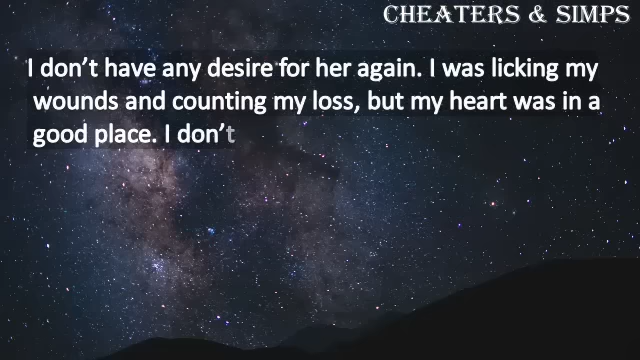 CHEATERS & SIMPS
I don't have any desire for her again. I was licking my
wounds and counting my loss, but my heart was in a
good place. I don't